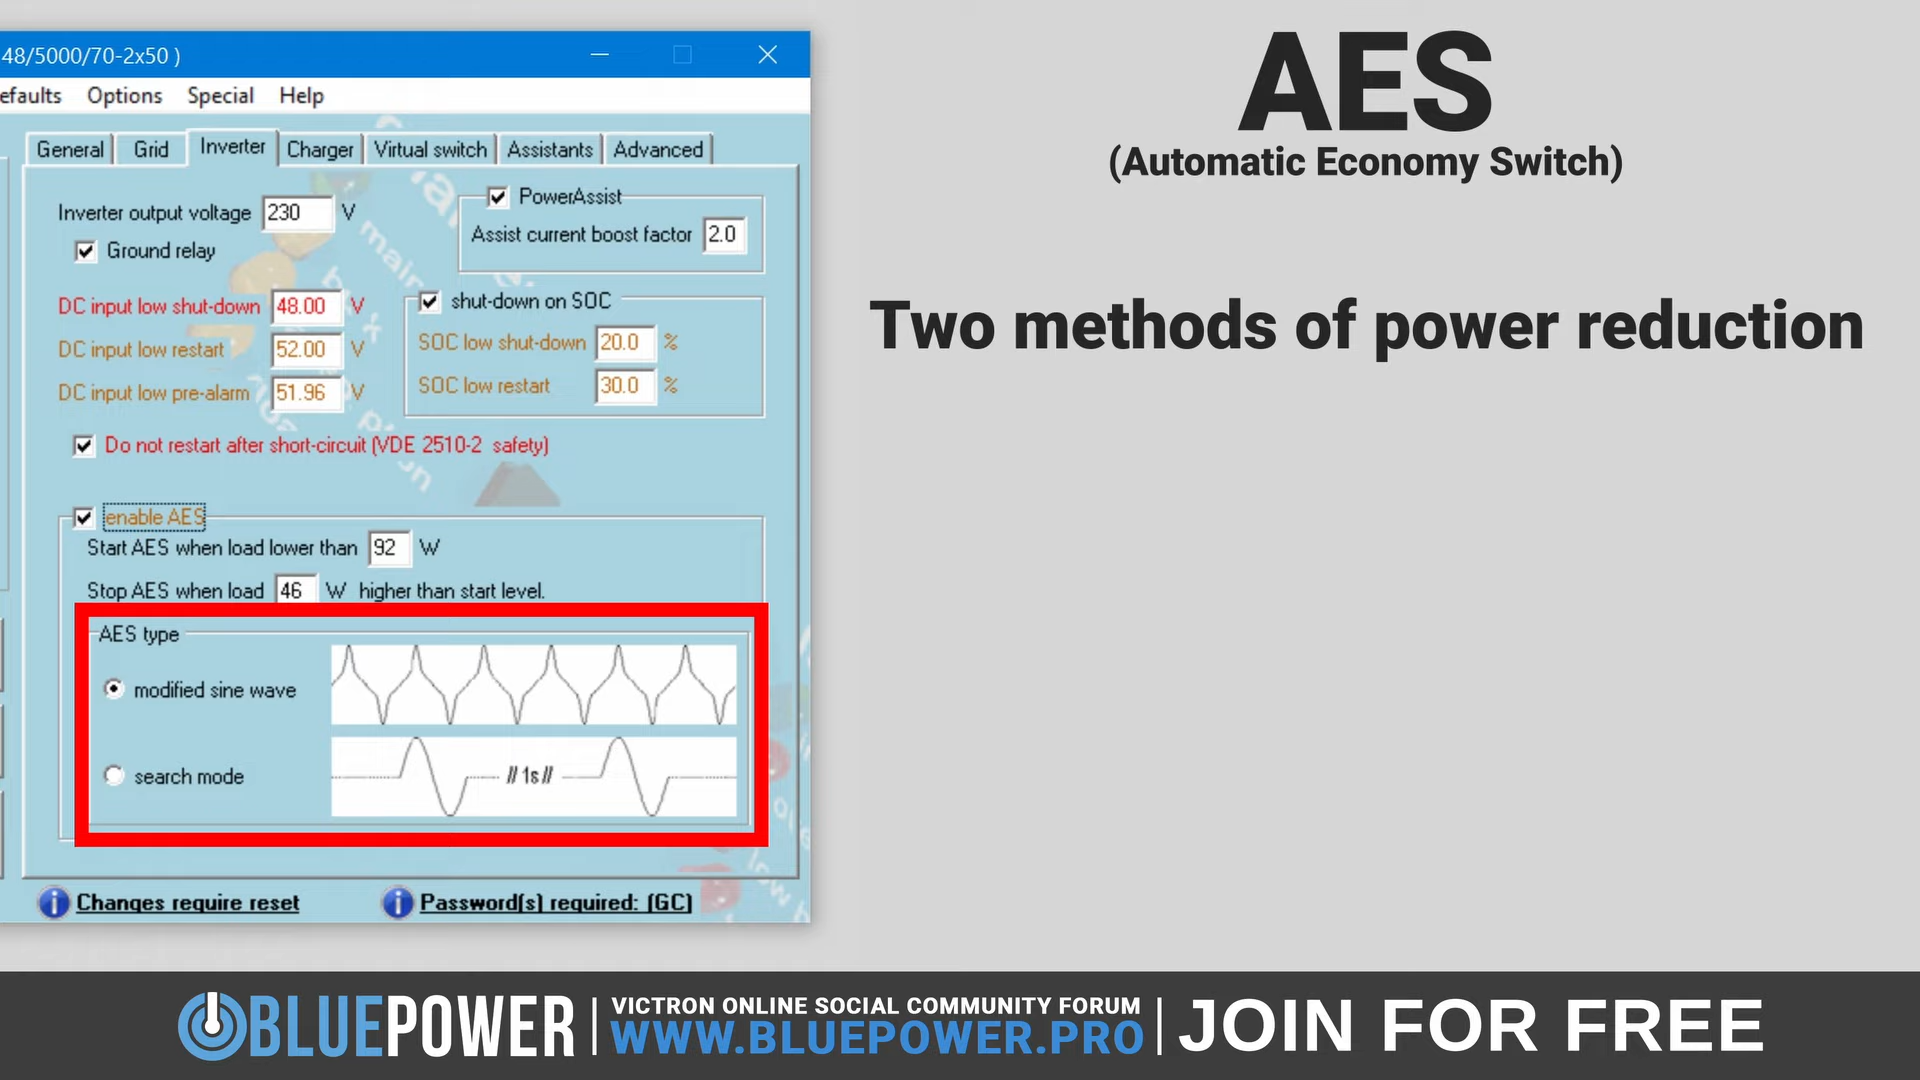 48/5000/70-2x50 )
efaults Options Special Help
General Grid Inverter Charger Virtual switch Assistants Advanced
Inverter output voltage 230 V
Ground relay
PowerAssist
Assist current boost factor 2.0
DC input low shut-down 48.00 V
DC input low restart 52.00 V
DC input low pre-alarm 51.96 V
shut-down on SOC
SOC low shut-down 20.0 %
SOC low restart 30.0 %
Do not restart after short-circuit (VDE 2510-2 safety)
enable AES
Start AES when load lower than 92 W
Stop AES when load 46 W higher than start level.
AES type
modified sine wave
search mode
// 1s //
Changes require reset
Password(s) required: (GC)
AES
(Automatic Economy Switch)
Two methods of power reduction
BLUEPOWER
VICTRON ONLINE SOCIAL COMMUNITY FORUM
WWW.BLUEPOWER.PRO
JOIN FOR FREE